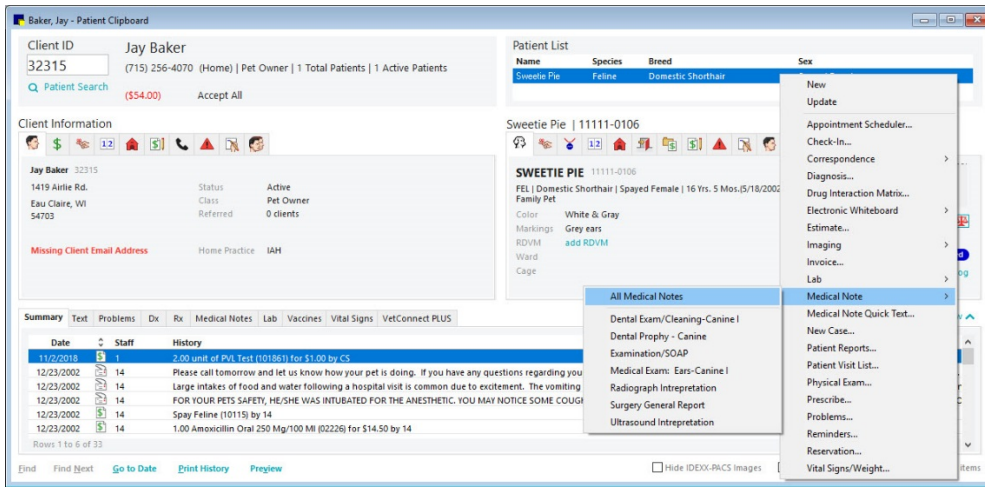 Baker, Jay - Patient Clipboard
Client ID
32315
Patient Search
Jay Baker
(715) 256-4070 (Home) | Pet Owner | 1 Total Patients | 1 Active Patients
($54.00) Accept All
Patient List
Name Species Breed Sex
Sweetie Pie Feline Domestic Shorthair
Client Information
12
Jay Baker 32315
1419 Airlie Rd.
Eau Claire, WI
54703
Status Active
Class Pet Owner
Referred 0 clients
Missing Client Email Address
Home Practice IAH
Sweetie Pie | 11111-0106
12
SWEETIE PIE 11111-0106
FEL | Domestic Shorthair | Spayed Female | 16 Yrs. 5 Mos.(5/18/2002
Family Pet
Color White & Gray
Markings Grey ears
RDVM add RDVM
Ward
Cage
Summary Text Problems Dx Rx Medical Notes Lab Vaccines Vital Signs VetConnect PLUS
Date Staff History
11/2/2018 1 2.00 unit of PVL Test (101861) for $1.00 by CS
12/23/2002 14 Please call tomorrow and let us know how your pet is doing. If you have any questions regarding you
12/23/2002 14 Large intakes of food and water following a hospital visit is common due to excitement. The vomiting
12/23/2002 14 FOR YOUR PETS SAFETY, HE/SHE WAS INTUBATED FOR THE ANESTHETIC. YOU MAY NOTICE SOME COUGH
12/23/2002 14 Spay Feline (10115) by 14
12/23/2002 14 1.00 Amoxicillin Oral 250 Mg/100 Ml (02226) for $14.50 by 14
Rows 1 to 6 of 33
Find Find Next Go to Date Print History Preview
Hide IDEXX-PACS Images
items
New
Update
Appointment Scheduler...
Check-In...
Correspondence
Diagnosis...
Drug Interaction Matrix...
Electronic Whiteboard
Estimate...
Imaging
Invoice...
Lab
Medical Note
Medical Note Quick Text...
New Case...
Patient Reports...
Patient Visit List...
Physical Exam...
Prescribe...
Problems...
Reminders...
Reservation...
Vital Signs/Weight...
All Medical Notes
Dental Exam/Cleaning-Canine I
Dental Prophy - Canine
Examination/SOAP
Medical Exam: Ears-Canine I
Radiograph Intrepretation
Surgery General Report
Ultrasound Intrepretation